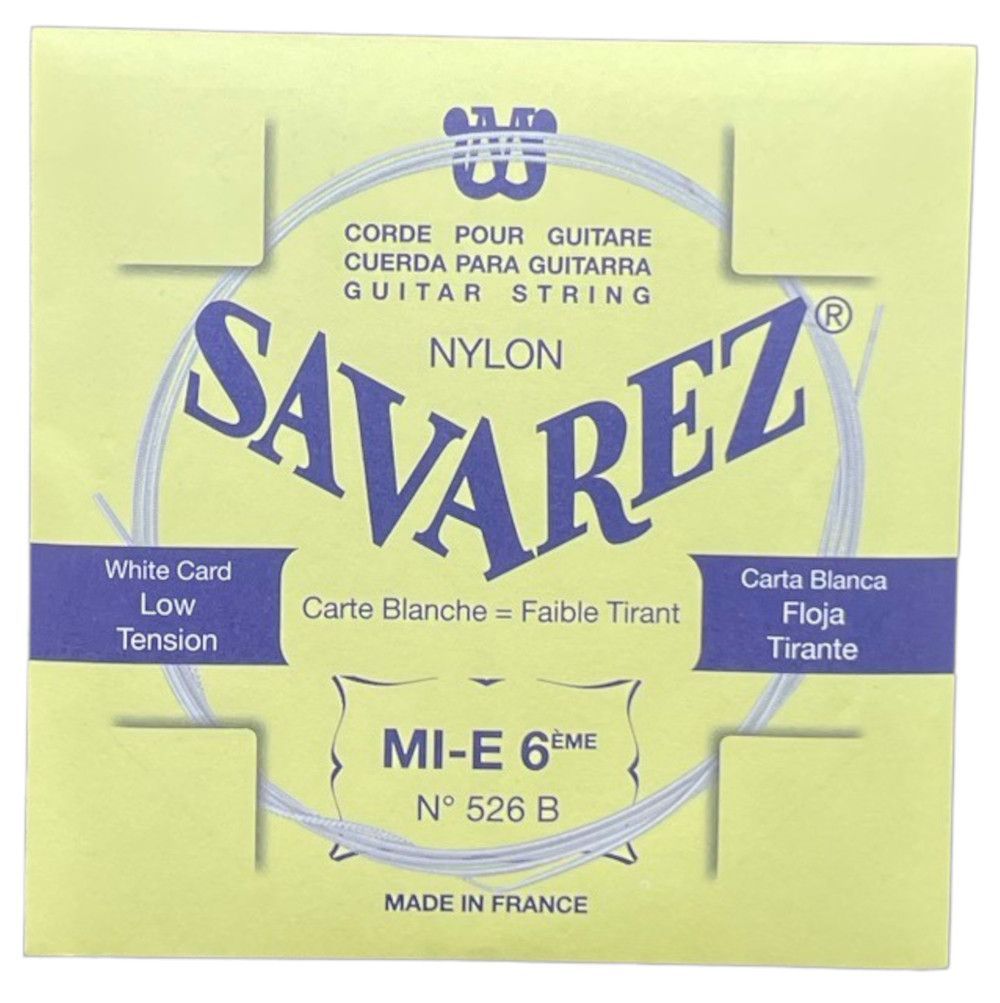 CORDE POUR GUITARE
CUERDA PARA GUITARRA
GUITAR STRING
NYLON
SAVAREZ®
White Card
Low
Tension
Carte Blanche = Faible Tirant
Carta Blanca
Floja
Tirante
MI-E 6ÈME
N° 526 B
MADE IN FRANCE